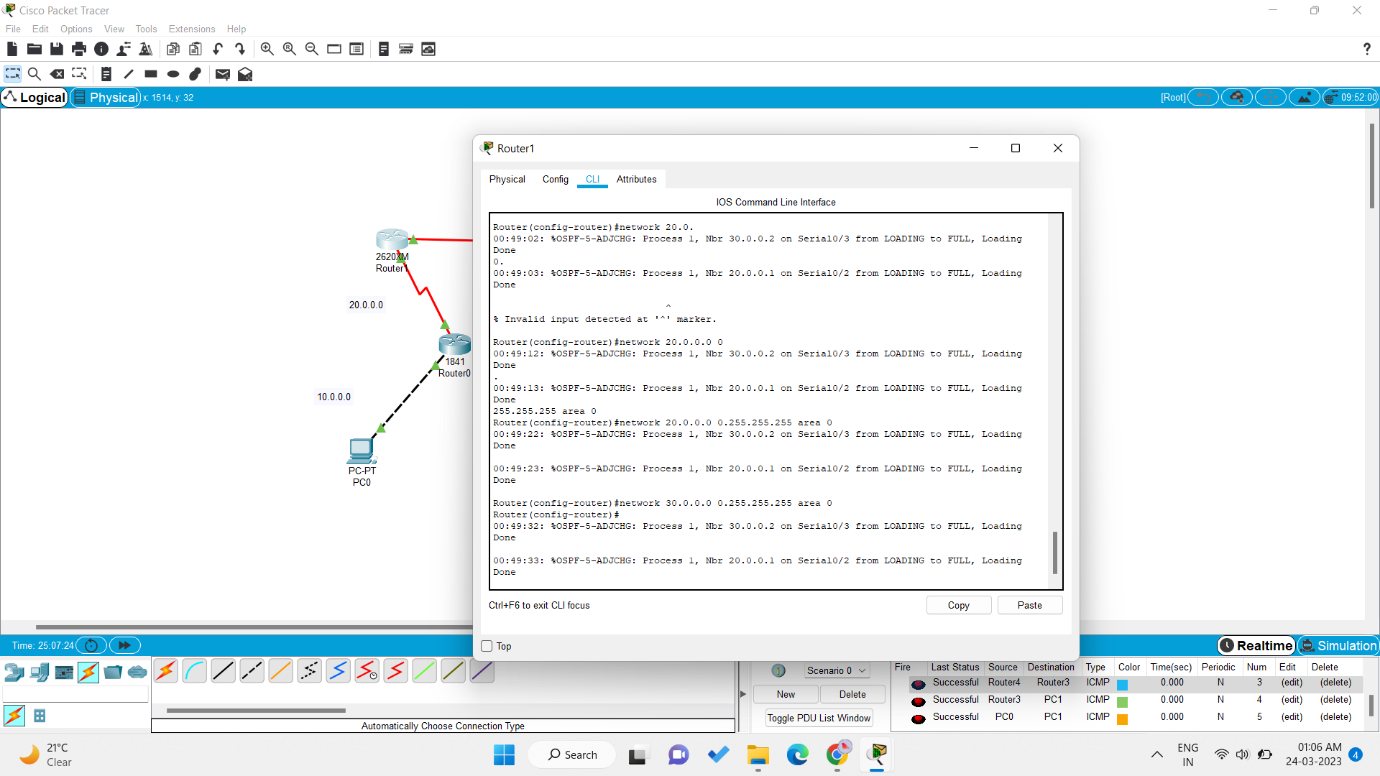 Cisco Packet Tracer
File Edit Options View Tools Extensions Help
Logical Physical x: 1514, y: 32 [Root] 09:52:00
2620XM
Router1
20.0.0.0
1841
Router0
10.0.0.0
PC-PT
PC0
Router1
Physical Config CLI Attributes
IOS Command Line Interface
Router(config-router)#network 20.0.
00:49:02: %OSPF-5-ADJCHG: Process 1, Nbr 30.0.0.2 on Serial0/3 from LOADING to FULL, Loading
Done
0.
00:49:03: %OSPF-5-ADJCHG: Process 1, Nbr 20.0.0.1 on Serial0/2 from LOADING to FULL, Loading
Done
^
% Invalid input detected at '^' marker.
Router(config-router)#network 20.0.0.0 0
00:49:12: %OSPF-5-ADJCHG: Process 1, Nbr 30.0.0.2 on Serial0/3 from LOADING to FULL, Loading
Done
.
00:49:13: %OSPF-5-ADJCHG: Process 1, Nbr 20.0.0.1 on Serial0/2 from LOADING to FULL, Loading
Done
255.255.255 area 0
Router(config-router)#network 20.0.0.0 0.255.255.255 area 0
00:49:22: %OSPF-5-ADJCHG: Process 1, Nbr 30.0.0.2 on Serial0/3 from LOADING to FULL, Loading
Done
00:49:23: %OSPF-5-ADJCHG: Process 1, Nbr 20.0.0.1 on Serial0/2 from LOADING to FULL, Loading
Done
Router(config-router)#network 30.0.0.0 0.255.255.255 area 0
Router(config-router)#
00:49:32: %OSPF-5-ADJCHG: Process 1, Nbr 30.0.0.2 on Serial0/3 from LOADING to FULL, Loading
Done
00:49:33: %OSPF-5-ADJCHG: Process 1, Nbr 20.0.0.1 on Serial0/2 from LOADING to FULL, Loading
Done
Ctrl+F6 to exit CLI focus Copy Paste
Top
Time: 25:07:24 Realtime Simulation
Automatically Choose Connection Type
Scenario 0
New Delete
Toggle PDU List Window
Fire Last Status Source Destination Type Color Time(sec) Periodic Num Edit Delete
Successful Router4 Router3 ICMP 0.000 N 3 (edit) (delete)
Successful Router3 PC1 ICMP 0.000 N 4 (edit) (delete)
Successful PC0 PC1 ICMP 0.000 N 5 (edit) (delete)
21°C
Clear
Search
ENG
IN
01:06 AM
24-03-2023
4